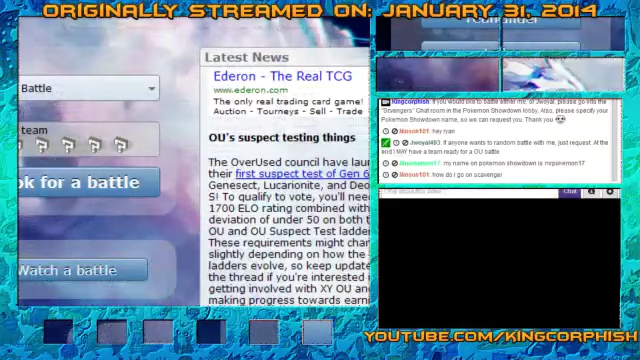 ORIGINALLY STREAMED ON: JANUARY 31, 2014
Battle
team
ok for a battle
Watch a battle
Latest News
Ederon - The Real TCG
www.ederon.com
The only real trading card game!
Auction - Tourneys - Sell - Trade
OU's suspect testing things
The OverUsed council have laun
their first suspect test of Gen 6
Genesect, Lucarionite, and Deo
S! To qualify to vote, you'll nee
1700 ELO rating combined with
deviation of under 50 on both t
OU and OU Suspect ladder
These requirements might chan
slightly depending on how the
ladders evolve, so keep update
the thread if you're interested i
getting involved with XY OU an
making progress towards earni
Kingcorphish: If you would like to battle either me, or Jwoyal, please go into the
"Scavengers" Chat room in the Pokemon Showdown lobby. Also, please specify
your Pokemon Showdown name, so we can request you. Thank you
Ninsok101: hey ryan
Jwoyal483: If anyone wants to random battle with me, just request. At the
end I MAY have a team ready for a OU battle
my name on pokemon showdown is mrpokemon17
Ninsok101: how do I go on scavenger
Chat
YOUTUBE.COM/KINGCORPHISH